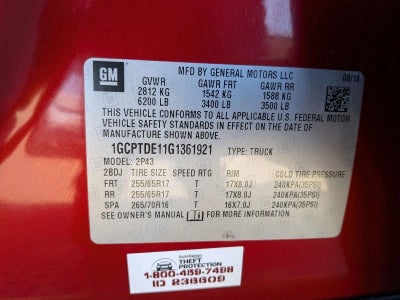 GM
MFD BY GENERAL MOTORS LLC 08/16
GVWR GAWR FRT GAWR RR
2812 KG 1542 KG 1588 KG
6200 LB 3400 LB 3500 LB
THIS VEHICLE CONFORMS TO ALL APPLICABLE U.S. FEDERAL MOTOR
VEHICLE SAFETY STANDARDS IN EFFECT ON THE DATE OF
MANUFACTURE SHOWN ABOVE.
1GCPTDE11G1361921 TYPE: TRUCK
MODEL: 2P43
2BDJ TIRE SIZE SPEED RTG RIM COLD TIRE PRESSURE
FRT 255/65R17 T 17X8.0J 240KPA(35PSI)
RR 255/65R17 T 17X8.0J 240KPA(35PSI)
SPA 265/70R16 T 16X7.0J 240KPA(35PSI)
SEE OWNER'S MANUAL FOR MORE INFORMATION.
AutoNation
THEFT
PROTECTION
1-800-459-7498
ID 236609